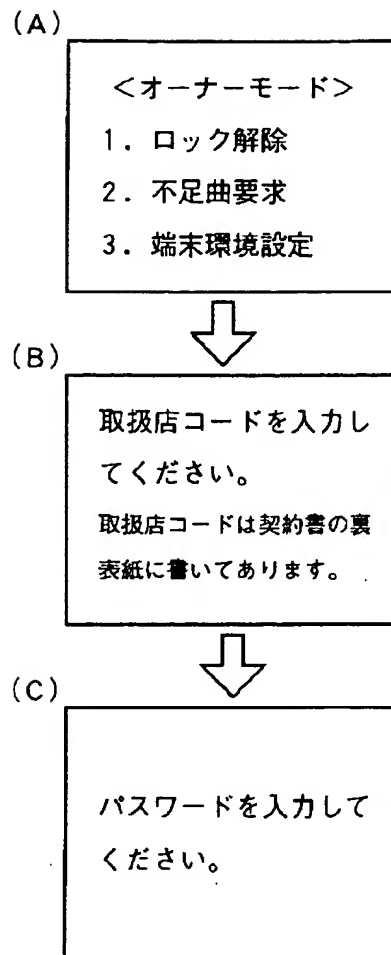 (A)
<オーナーモード>
1. ロック解除
2. 不足曲要求
3. 端末環境設定
(B)
取扱店コードを入力し
てください。
取扱店コードは契約書の裏
表紙に書いてあります。
(C)
パスワードを入力して
ください。